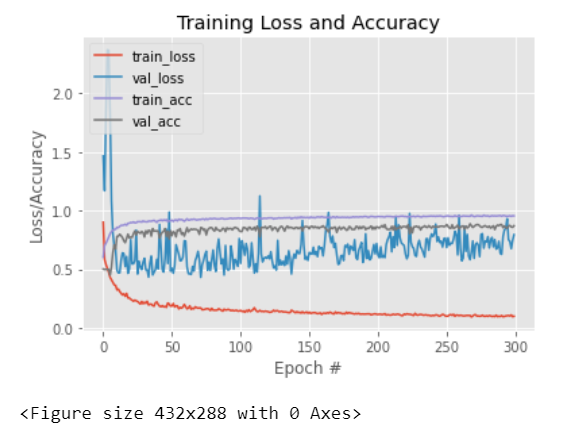 Training Loss and Accuracy
train_loss
val_loss
train_acc
val_acc
Loss/Accuracy
2.0
1.5
1.0
0.5
0.0
0 50 100 150 200 250 300
Epoch #
<Figure size 432x288 with 0 Axes>